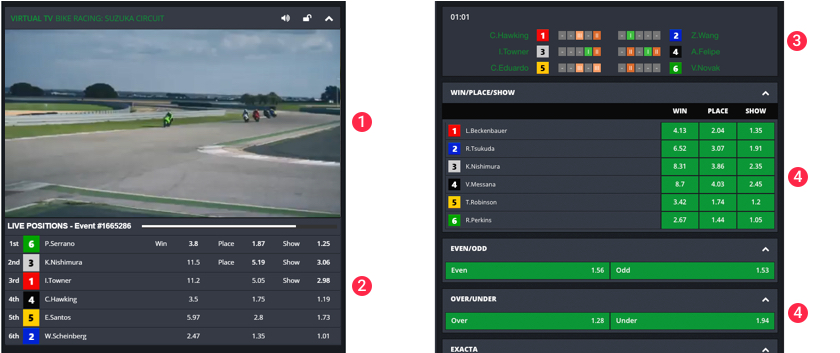 VIRTUAL TV BIKE RACING: SUZUKA CIRCUIT
1
LIVE POSITIONS - Event #1665286
1st 6 P.Serrano Win 3.8 Place 1.87 Show 1.25
2nd 3 K.Nishimura 11.5 Place 5.19 Show 3.06
3rd 1 I.Towner 11.2 5.05 Show 2.98
4th 4 C.Hawking 3.5 1.75 1.19
5th 5 E.Santos 5.97 2.8 1.73
6th 2 W.Scheinberg 2.47 1.35 1.01
2
01:01
C.Hawking 1 2 Z.Wang
I.Towner 3 4 A.Felipe
C.Eduardo 5 6 V.Novak
3
WIN/PLACE/SHOW
WIN PLACE SHOW
1 L.Beckenbauer 4.13 2.04 1.35
2 R.Tsukuda 6.52 3.07 1.91
3 K.Nishimura 8.31 3.86 2.35
4 V.Messana 8.7 4.03 2.45
5 T.Robinson 3.42 1.74 1.2
6 R.Perkins 2.67 1.44 1.05
4
EVEN/ODD
Even 1.56 Odd 1.53
OVER/UNDER
Over 1.28 Under 1.94
4
EXACTA